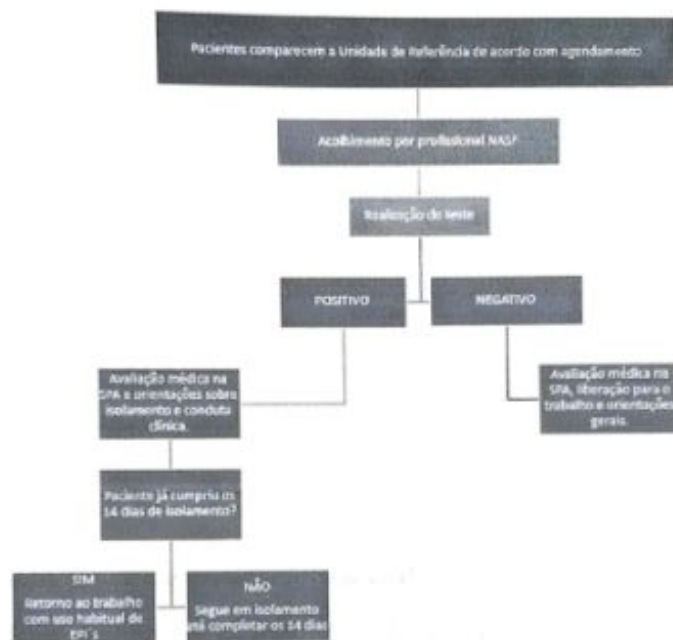 Pacientes comparecem a Unidade de Referência de acordo com agendamento
Acolhimento por profissional NASF
Realização do teste
POSITIVO
NEGATIVO
Avaliação médica na
SPA e orientações sobre
isolamento e conduta
clínica.
Avaliação médica na
SPA, liberação para o
trabalho e orientações
gerais.
Paciente já cumpriu os
14 dias de isolamento?
SIM
Retorno ao trabalho
com uso habitual de
EPI´s
NÃO
Segue em isolamento
até completar os 14 dias